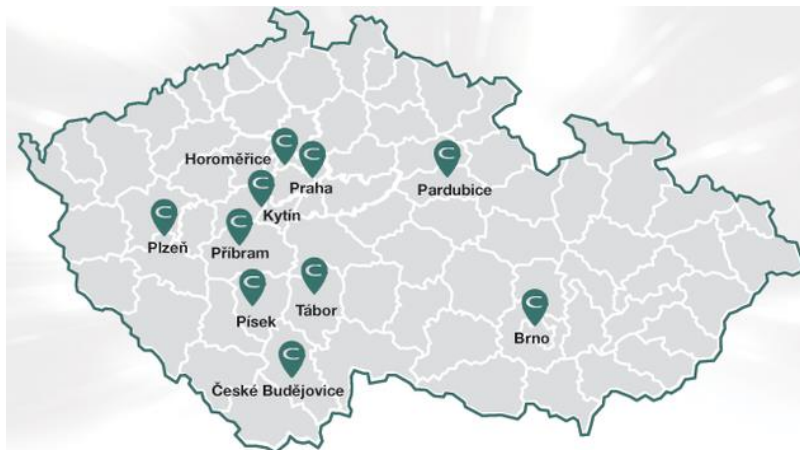 Horoměřice
Praha
Pardubice
Kytín
Plzeň
Příbram
Písek
Tábor
Brno
České Budějovice